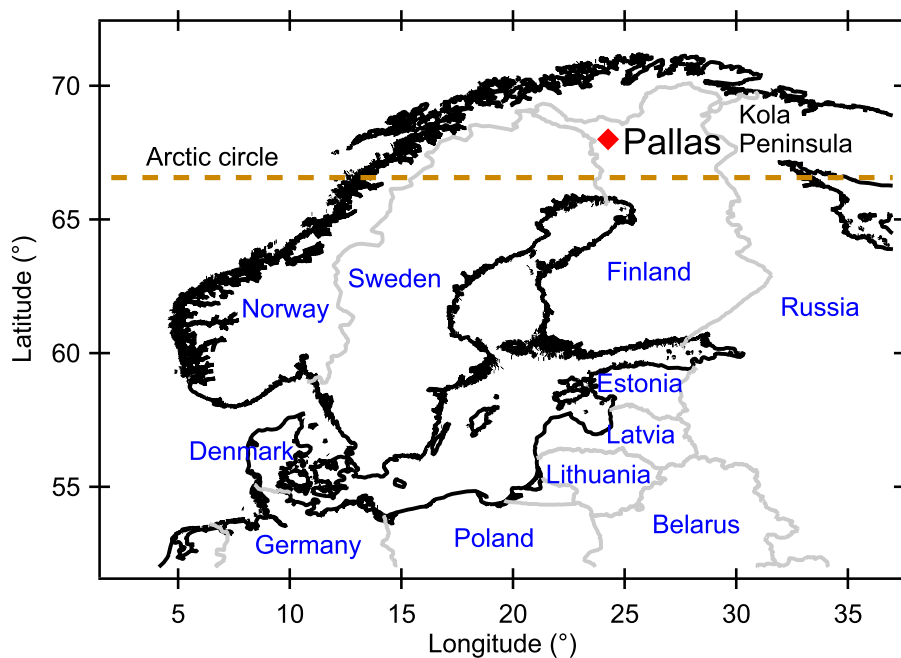 70
Kola
Pallas
Peninsula
Arctic circle
65
Sweden
Finland
Norway
Russia
Latitude (°)
60
Estonia
Latvia
Denmark
Lithuania
55
Belarus
Germany
Poland
5
10
15
20
25
30
35
Longitude (°)